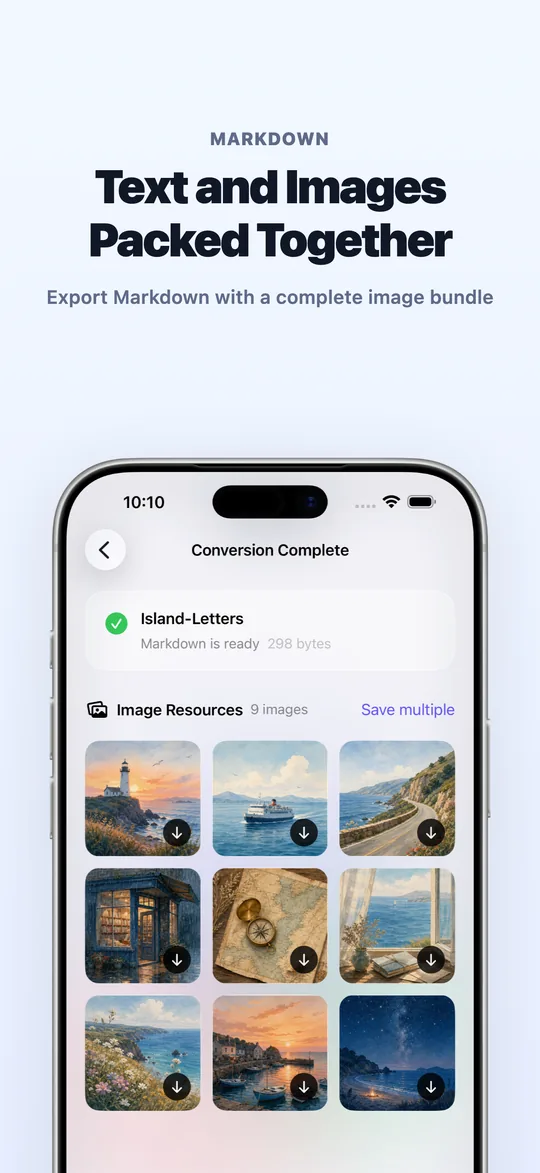 MARKDOWN
Text and Images
Packed Together
Export Markdown with a complete image bundle
10:10
Conversion Complete
Island-Letters
Markdown is ready 298 bytes
Image Resources 9 images Save multiple